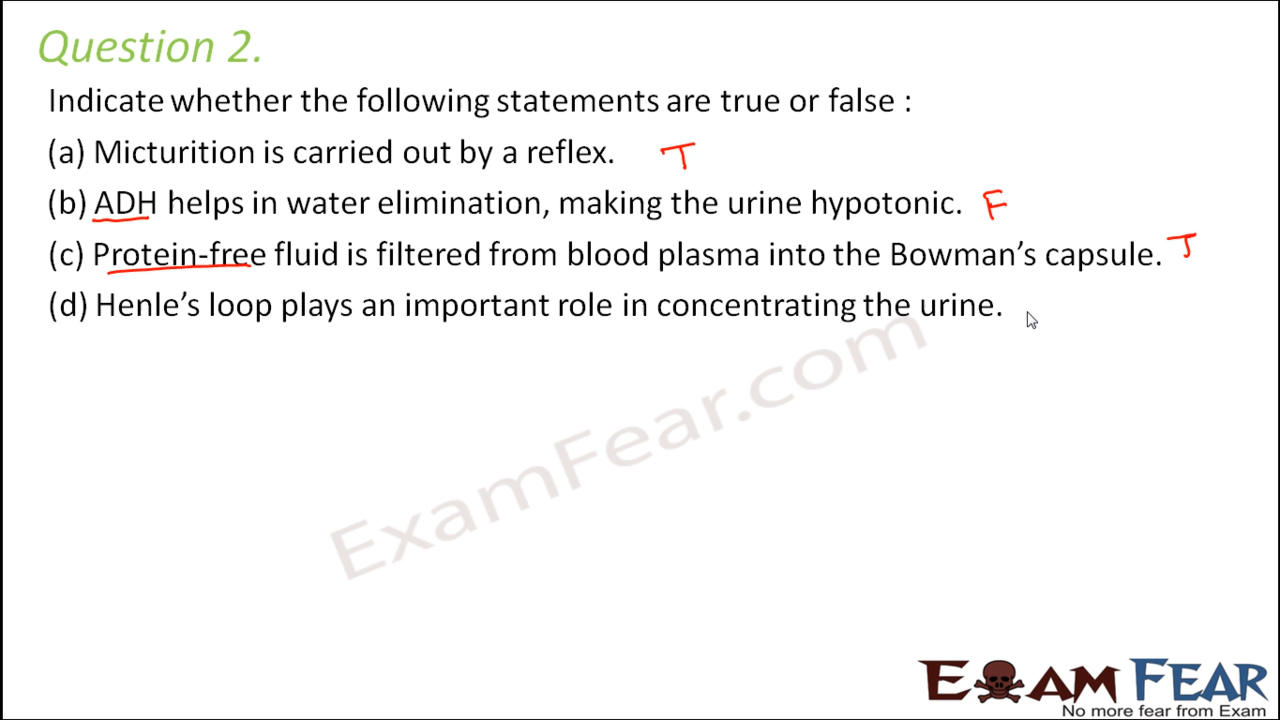 Question 2.
Indicate whether the following statements are true or false :
(a) Micturition is carried out by a reflex. T
(b) ADH helps in water elimination, making the urine hypotonic. F
(c) Protein-free fluid is filtered from blood plasma into the Bowman’s capsule. T
(d) Henle’s loop plays an important role in concentrating the urine.
ExamFear.com
EXAM FEAR
No more fear from Exam